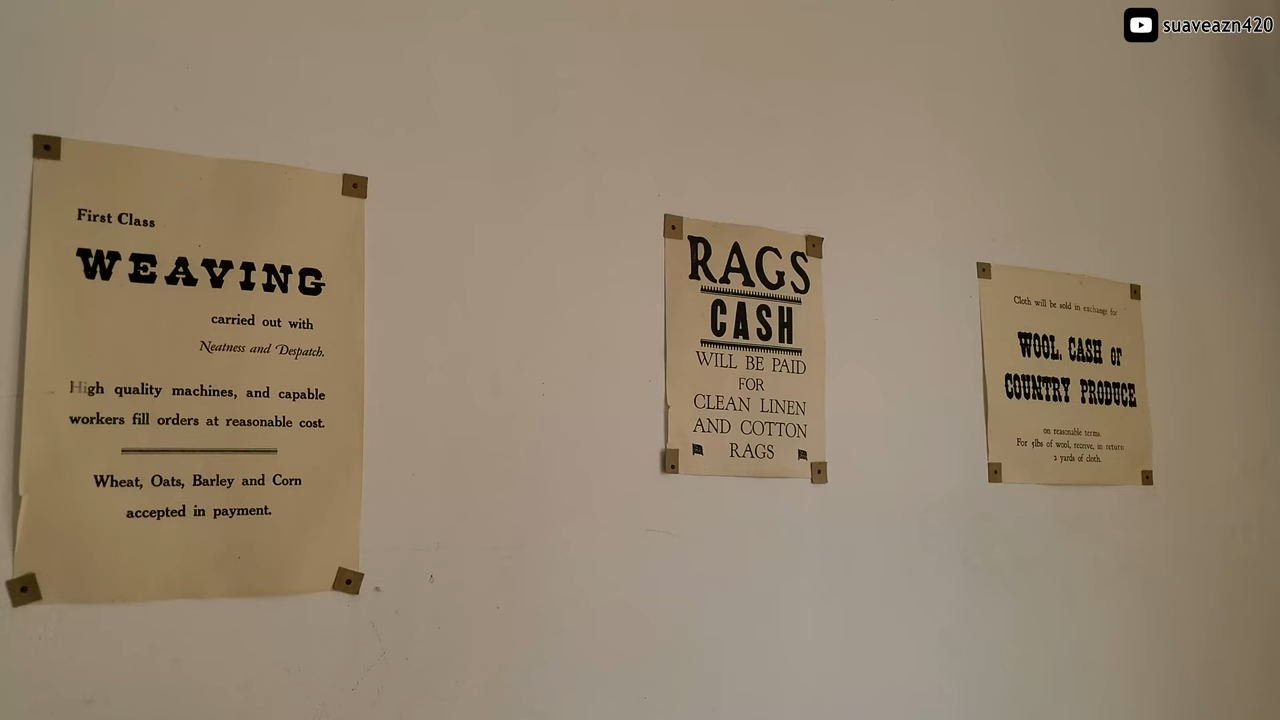 suaveazn420
First Class
WEAVING
carried out with
Neatness and Despatch.
High quality machines, and capable
workers fill orders at reasonable cost.
Wheat, Oats, Barley and Corn
accepted in payment.
RAGS
CASH
WILL BE PAID
FOR
CLEAN LINEN
AND COTTON
RAGS
Cloth will be sold in exchange for
WOOL, CASH or
COUNTRY PRODUCE
on reasonable terms.
For 5lbs of wool, receive, in return
2 yards of cloth.